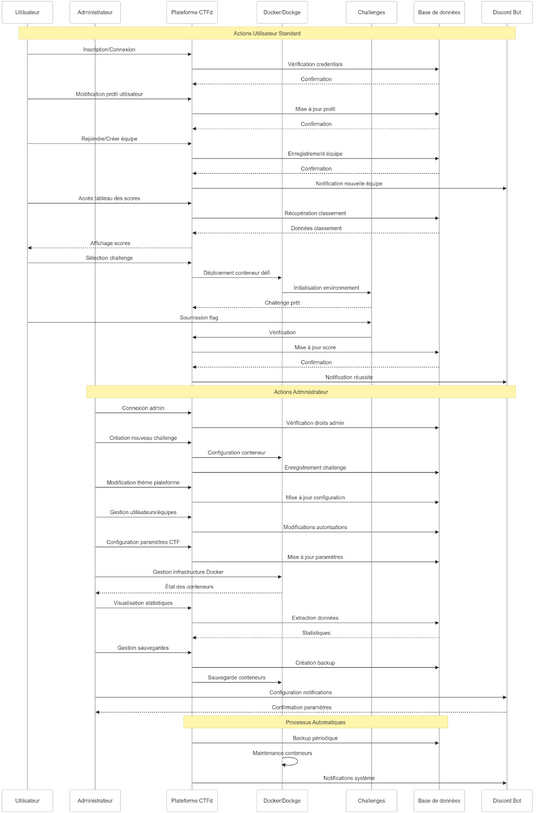 Utilisateur
Administrateur
Plateforme CTFd
Docker/Dockge
Challenges
Base de données
Discord Bot
Actions Utilisateur Standard
Inscription/Connexion
Vérification credentials
Confirmation
Modification profil utilisateur
Mise à jour profil
Confirmation
Rejoindre/Créer équipe
Enregistrement équipe
Confirmation
Notification nouvelle équipe
Accès tableau des scores
Récupération classement
Données classement
Affichage scores
Sélection challenge
Déploiement conteneur défi
Initialisation environnement
Challenge prêt
Soumission flag
Vérification
Mise à jour score
Confirmation
Notification réussite
Actions Administrateur
Connexion admin
Vérification droits admin
Création nouveau challenge
Configuration conteneur
Enregistrement challenge
Modification thème plateforme
Mise à jour configuration
Gestion utilisateurs/équipes
Modifications autorisations
Configuration paramètres CTF
Mise à jour paramètres
Gestion infrastructure Docker
État des conteneurs
Visualisation statistiques
Extraction données
Statistiques
Gestion sauvegardes
Création backup
Sauvegarde conteneurs
Configuration notifications
Confirmation paramètres
Processus Automatiques
Backup périodique
Maintenance conteneurs
Notifications système
Utilisateur
Administrateur
Plateforme CTFd
Docker/Dockge
Challenges
Base de données
Discord Bot